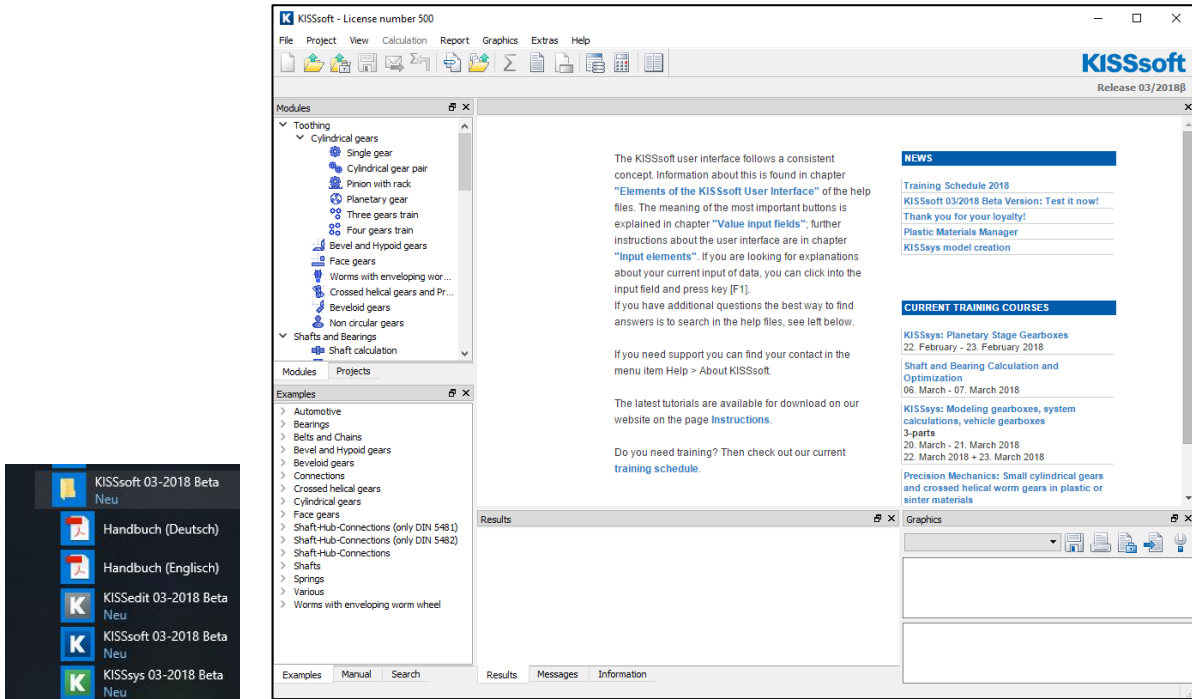 KISSsoft 03-2018 Beta
Neu
Handbuch (Deutsch)
Handbuch (Englisch)
KISSedit 03-2018 Beta
Neu
KISSsoft 03-2018 Beta
Neu
KISSsys 03-2018 Beta
Neu
KISSsoft - License number 500
File Project View Calculation Report Graphics Extras Help
KISSsoft
Release 03/2018β
Modules
Toothing
Cylindrical gears
Single gear
Cylindrical gear pair
Pinion with rack
Planetary gear
Three gears train
Four gears train
Bevel and Hypoid gears
Face gears
Worms with enveloping wor...
Crossed helical gears and Pr...
Beveloid gears
Non circular gears
Shafts and Bearings
Shaft calculation
Modules Projects
Examples
Automotive
Bearings
Belts and Chains
Bevel and Hypoid gears
Beveloid gears
Connections
Crossed helical gears
Cylindrical gears
Face gears
Shaft-Hub-Connections (only DIN 5481)
Shaft-Hub-Connections (only DIN 5482)
Shaft-Hub-Connections
Shafts
Springs
Various
Worms with enveloping worm wheel
Examples Manual Search
The KISSsoft user interface follows a consistent
concept. Information about this is found in chapter
"Elements of the KISSsoft User Interface" of the help
files. The meaning of the most important buttons is
explained in chapter "Value input fields"; further
instructions about the user interface are in chapter
"Input elements". If you are looking for explanations
about your current input of data, you can click into the
input field and press key [F1].
If you have additional questions the best way to find
answers is to search in the help files, see left below.
If you need support you can find your contact in the
menu item Help > About KISSsoft.
The latest tutorials are available for download on our
website on the page Instructions.
Do you need training? Then check out our current
training schedule.
NEWS
Training Schedule 2018
KISSsoft 03/2018 Beta Version: Test it now!
Thank you for your loyalty!
Plastic Materials Manager
KISSsys model creation
CURRENT TRAINING COURSES
KISSsys: Planetary Stage Gearboxes
22. February - 23. February 2018
Shaft and Bearing Calculation and
Optimization
06. March - 07. March 2018
KISSsys: Modeling gearboxes, system
calculations, vehicle gearboxes
3-parts
20. March - 21. March 2018
22. March 2018 + 23. March 2018
Precision Mechanics: Small cylindrical gears
and crossed helical worm gears in plastic or
sinter materials
Results
Results Messages Information
Graphics